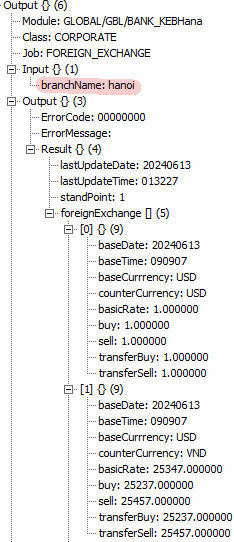 Output {} (6)
Module: GLOBAL/GBL/BANK_KEBHana
Class: CORPORATE
Job: FOREIGN_EXCHANGE
Input {} (1)
branchName: hanoi
Output {} (3)
ErrorCode: 00000000
ErrorMessage:
Result {} (4)
lastUpdateDate: 20240613
lastUpdateTime: 013227
standPoint: 1
foreignExchange [] (5)
[0] {} (9)
baseDate: 20240613
baseTime: 090907
baseCurrrency: USD
counterCurrency: USD
basicRate: 1.000000
buy: 1.000000
sell: 1.000000
transferBuy: 1.000000
transferSell: 1.000000
[1] {} (9)
baseDate: 20240613
baseTime: 090907
baseCurrrency: USD
counterCurrency: VND
basicRate: 25347.000000
buy: 25237.000000
sell: 25457.000000
transferBuy: 25237.000000
transferSell: 25457.000000